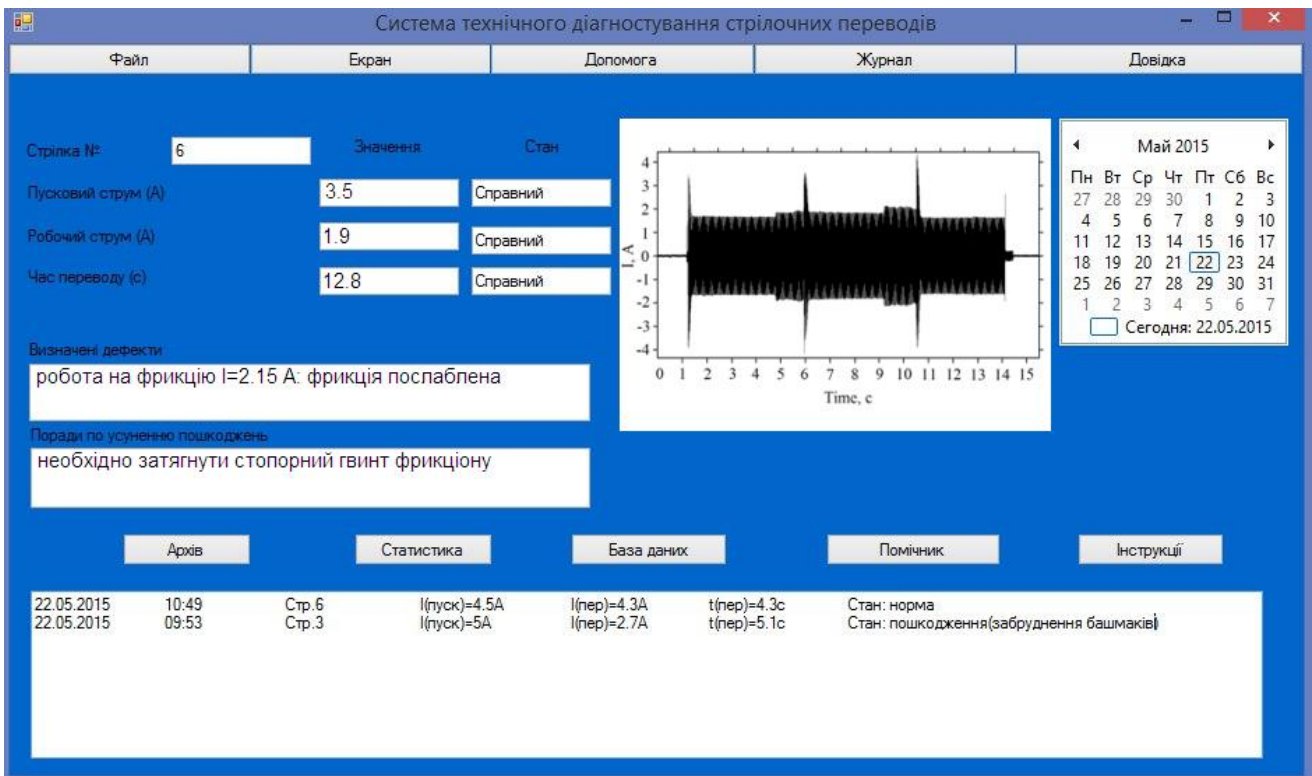 Система технічного діагностування стрілочних переводів
Файл Екран Допомога Журнал Довідка
Стрілка № 6 Значення Стан
Пусковий струм (А) 3.5 Справний
Робочий струм (А) 1.9 Справний
Час переводу (с) 12.8 Справний
Визначені дефекти
робота на фрикцію I=2.15 А: фрикція послаблена
Поради по усуненню пошкоджень
необхідно затягнути стопорний гвинт фрикціону
I, A
4
3
2
1
0
-1
-2
-3
-4
0 1 2 3 4 5 6 7 8 9 10 11 12 13 14 15
Time, c
Май 2015
Пн Вт Ср Чт Пт Сб Вс
27 28 29 30 1 2 3
4 5 6 7 8 9 10
11 12 13 14 15 16 17
18 19 20 21 22 23 24
25 26 27 28 29 30 31
1 2 3 4 5 6 7
Сегодня: 22.05.2015
Архів Статистика База даних Помічник Інструкції
22.05.2015 10:49 Стр.6 I(пуск)=4.5А I(пер)=4.3А t(пер)=4.3с Стан: норма
22.05.2015 09:53 Стр.3 I(пуск)=5А I(пер)=2.7А t(пер)=5.1с Стан: пошкодження(забруднення башмаків)